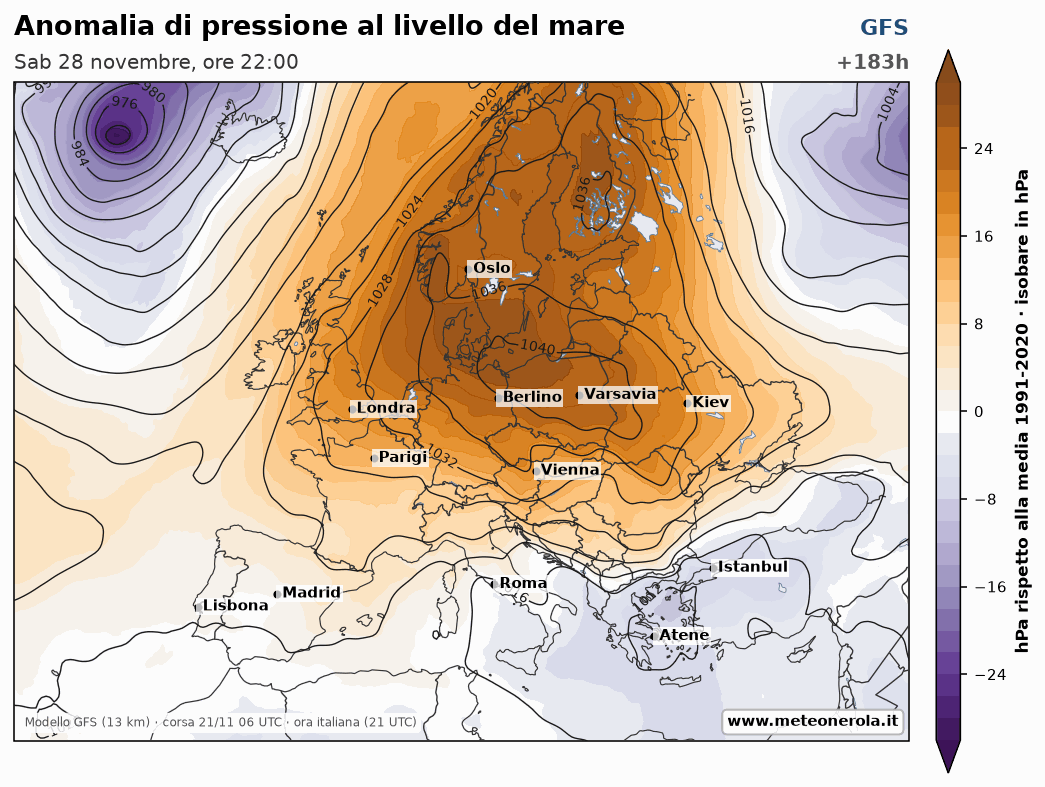 Anomalia di pressione al livello del mare
GFS
Sab 28 novembre, ore 22:00
+183h
976
980
984
1020
1016
1004
1024
1036
1028
Oslo
1036
1040
Berlino
Varsavia
Kiev
Londra
Parigi
1032
Vienna
Istanbul
Roma
Madrid
Lisbona
1012
Atene
Modello GFS (13 km) · corsa 21/11 06 UTC · ora italiana (21 UTC)
www.meteonerola.it
24
16
8
0
−8
−16
−24
hPa rispetto alla media 1991-2020 · isobare in hPa